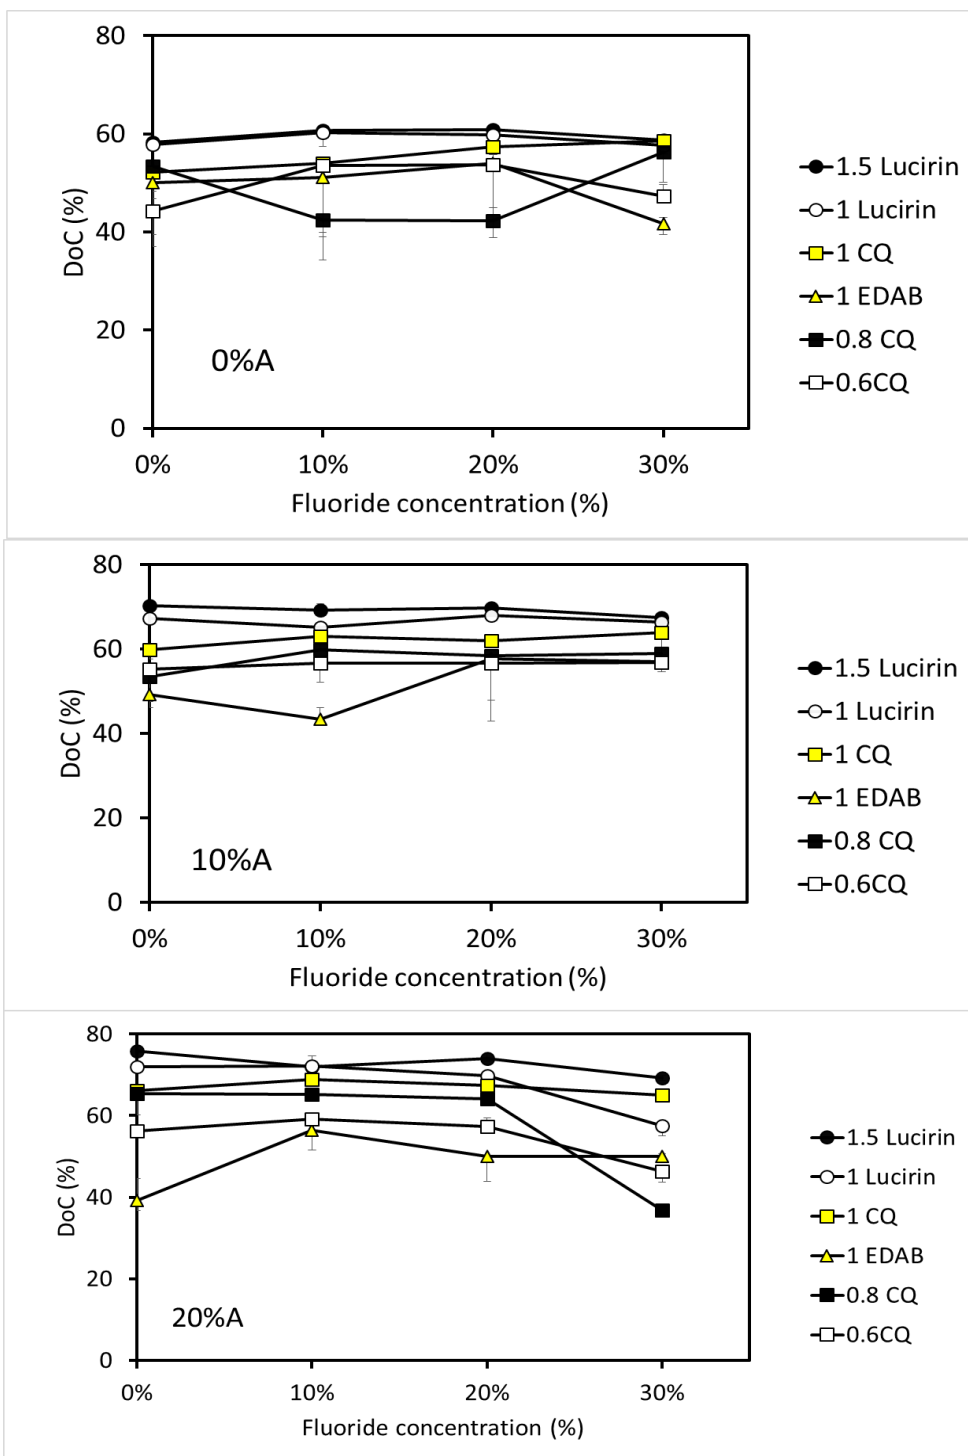 80
60
40
20
0
DoC (%)
0%A
0% 10% 20% 30%
Fluoride concentration (%)
1.5 Lucirin
1 Lucirin
1 CQ
1 EDAB
0.8 CQ
0.6CQ
80
60
40
20
0
DoC (%)
10%A
0% 10% 20% 30%
Fluoride concentration (%)
1.5 Lucirin
1 Lucirin
1 CQ
1 EDAB
0.8 CQ
0.6CQ
80
60
40
20
0
DoC (%)
20%A
0% 10% 20% 30%
Fluoride concentration (%)
1.5 Lucirin
1 Lucirin
1 CQ
1 EDAB
0.8 CQ
0.6CQ